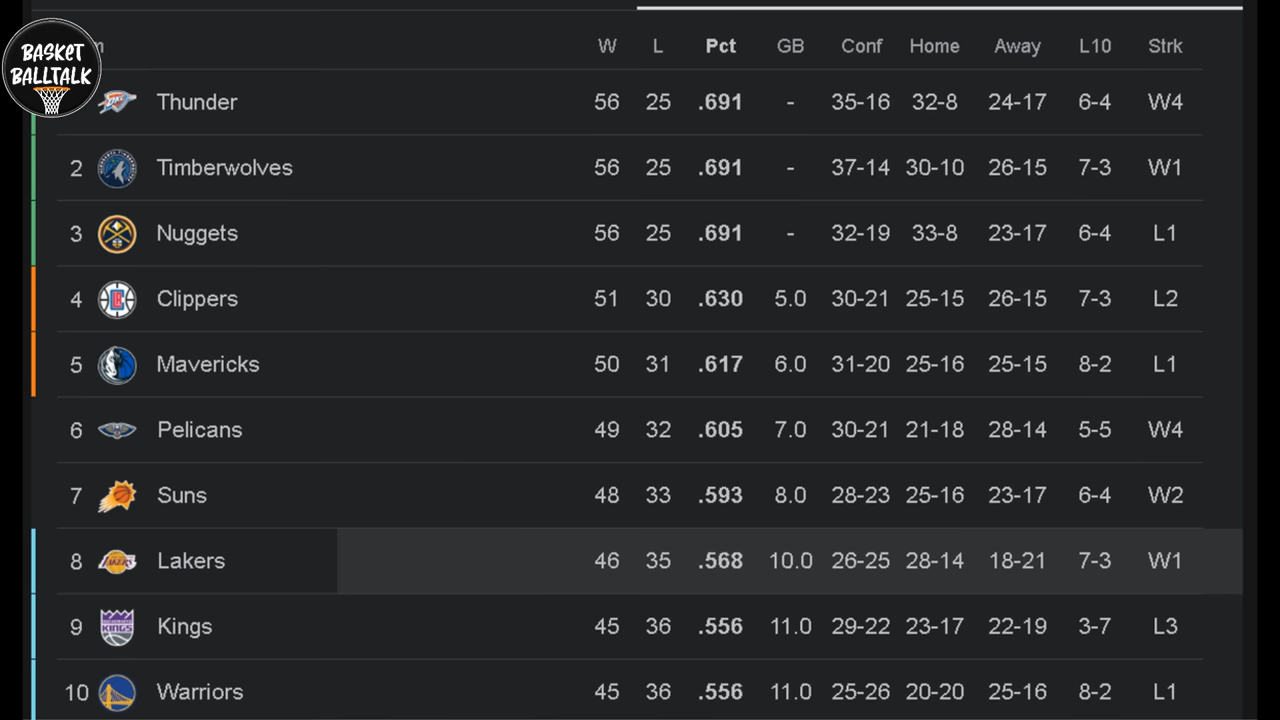 BASKET
BALLTALK
m W L Pct GB Conf Home Away L10 Strk
Thunder 56 25 .691 - 35-16 32-8 24-17 6-4 W4
2 Timberwolves 56 25 .691 - 37-14 30-10 26-15 7-3 W1
3 Nuggets 56 25 .691 - 32-19 33-8 23-17 6-4 L1
4 Clippers 51 30 .630 5.0 30-21 25-15 26-15 7-3 L2
5 Mavericks 50 31 .617 6.0 31-20 25-16 25-15 8-2 L1
6 Pelicans 49 32 .605 7.0 30-21 21-18 28-14 5-5 W4
7 Suns 48 33 .593 8.0 28-23 25-16 23-17 6-4 W2
8 Lakers 46 35 .568 10.0 26-25 28-14 18-21 7-3 W1
9 Kings 45 36 .556 11.0 29-22 23-17 22-19 3-7 L3
10 Warriors 45 36 .556 11.0 25-26 20-20 25-16 8-2 L1